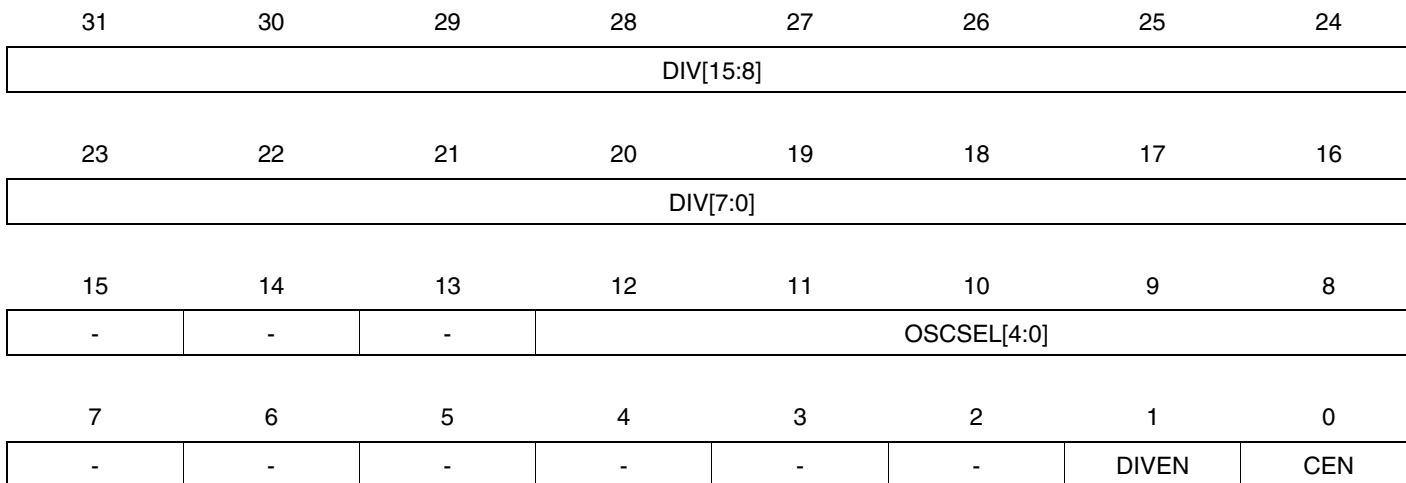 31 30 29 28 27 26 25 24
DIV[15:8]
23 22 21 20 19 18 17 16
DIV[7:0]
15 14 13 12 11 10 9 8
- - - OSCSEL[4:0]
7 6 5 4 3 2 1 0
- - - - - - DIVEN CEN